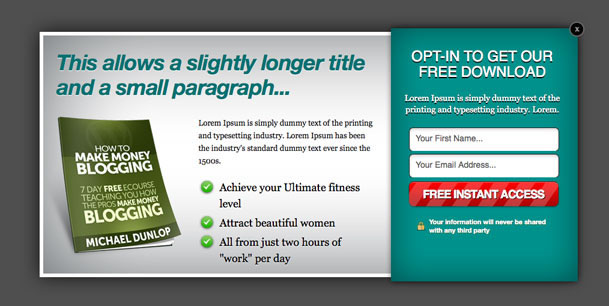 This allows a slightly longer title
and a small paragraph...
Lorem Ipsum is simply dummy text of the printing
and typesetting industry. Lorem Ipsum has been
the industry's standard dummy text ever since the
1500s.
HOW TO
MAKE MONEY
BLOGGING
7 DAY FREE ECOURSE
TEACHING YOU HOW
THE PROS MAKE MONEY
BLOGGING
MICHAEL DUNLOP
Achieve your Ultimate fitness
level
Attract beautiful women
All from just two hours of
"work" per day
x
OPT-IN TO GET OUR
FREE DOWNLOAD
Lorem Ipsum is simply dummy text of the
printing and typesetting industry. Lorem.
Your First Name...
Your Email Address...
FREE INSTANT ACCESS
Your information will never be shared
with any third party